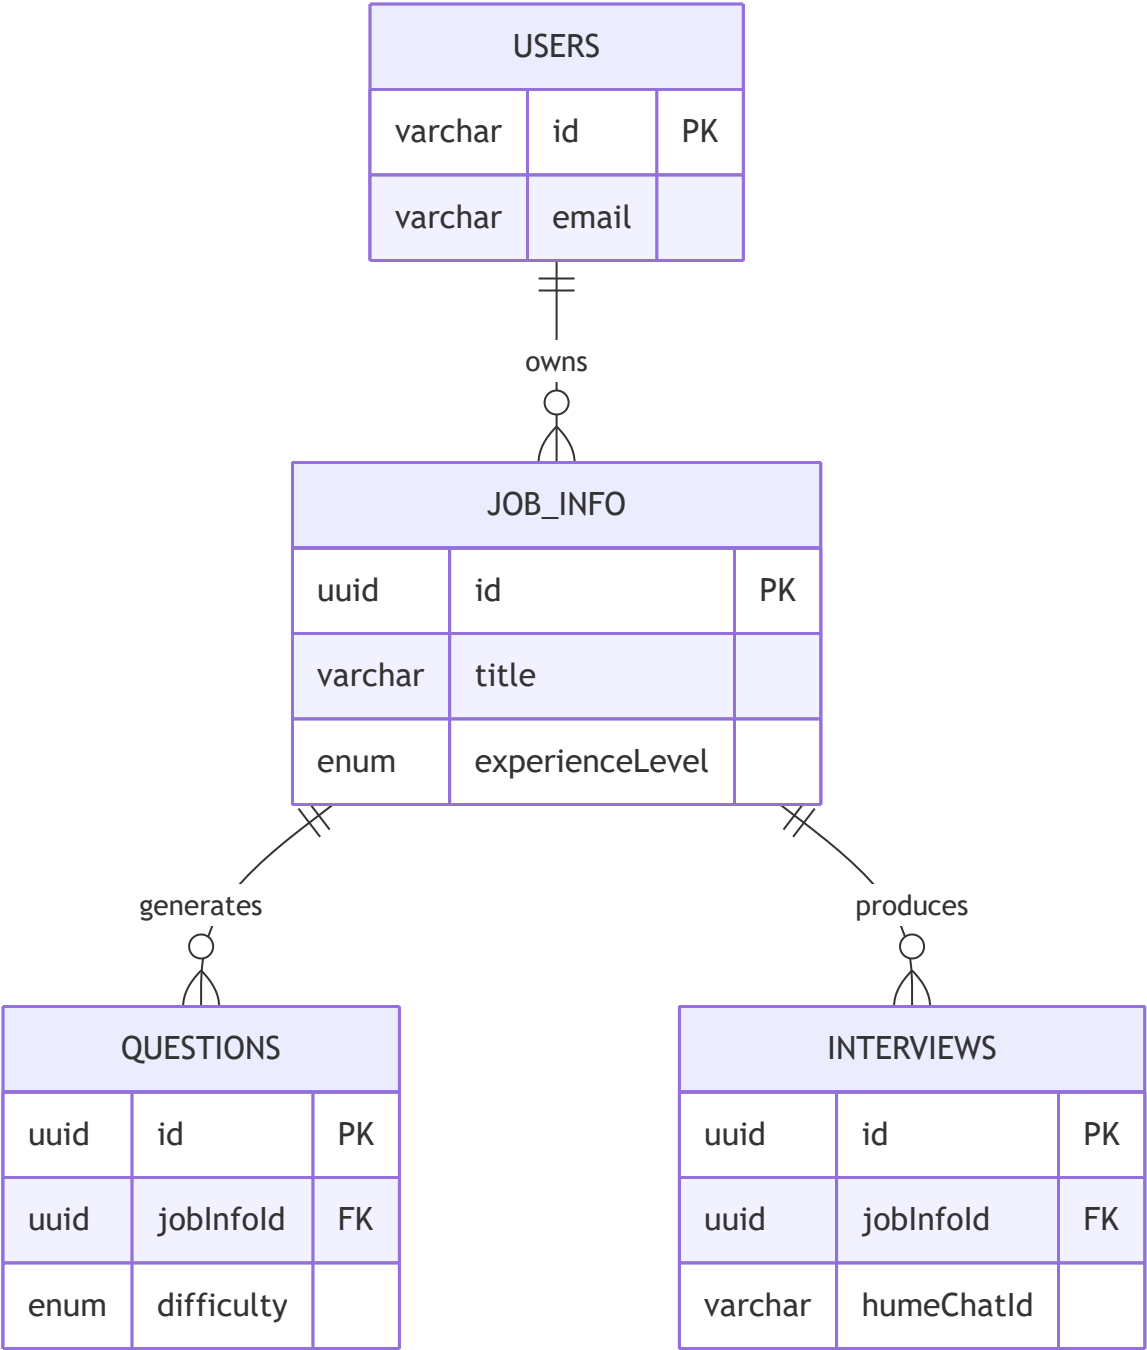 USERS
varchar id PK
varchar email
owns
JOB_INFO
uuid id PK
varchar title
enum experienceLevel
generates
produces
QUESTIONS
uuid id PK
uuid jobInfoId FK
enum difficulty
INTERVIEWS
uuid id PK
uuid jobInfoId FK
varchar humeChatId